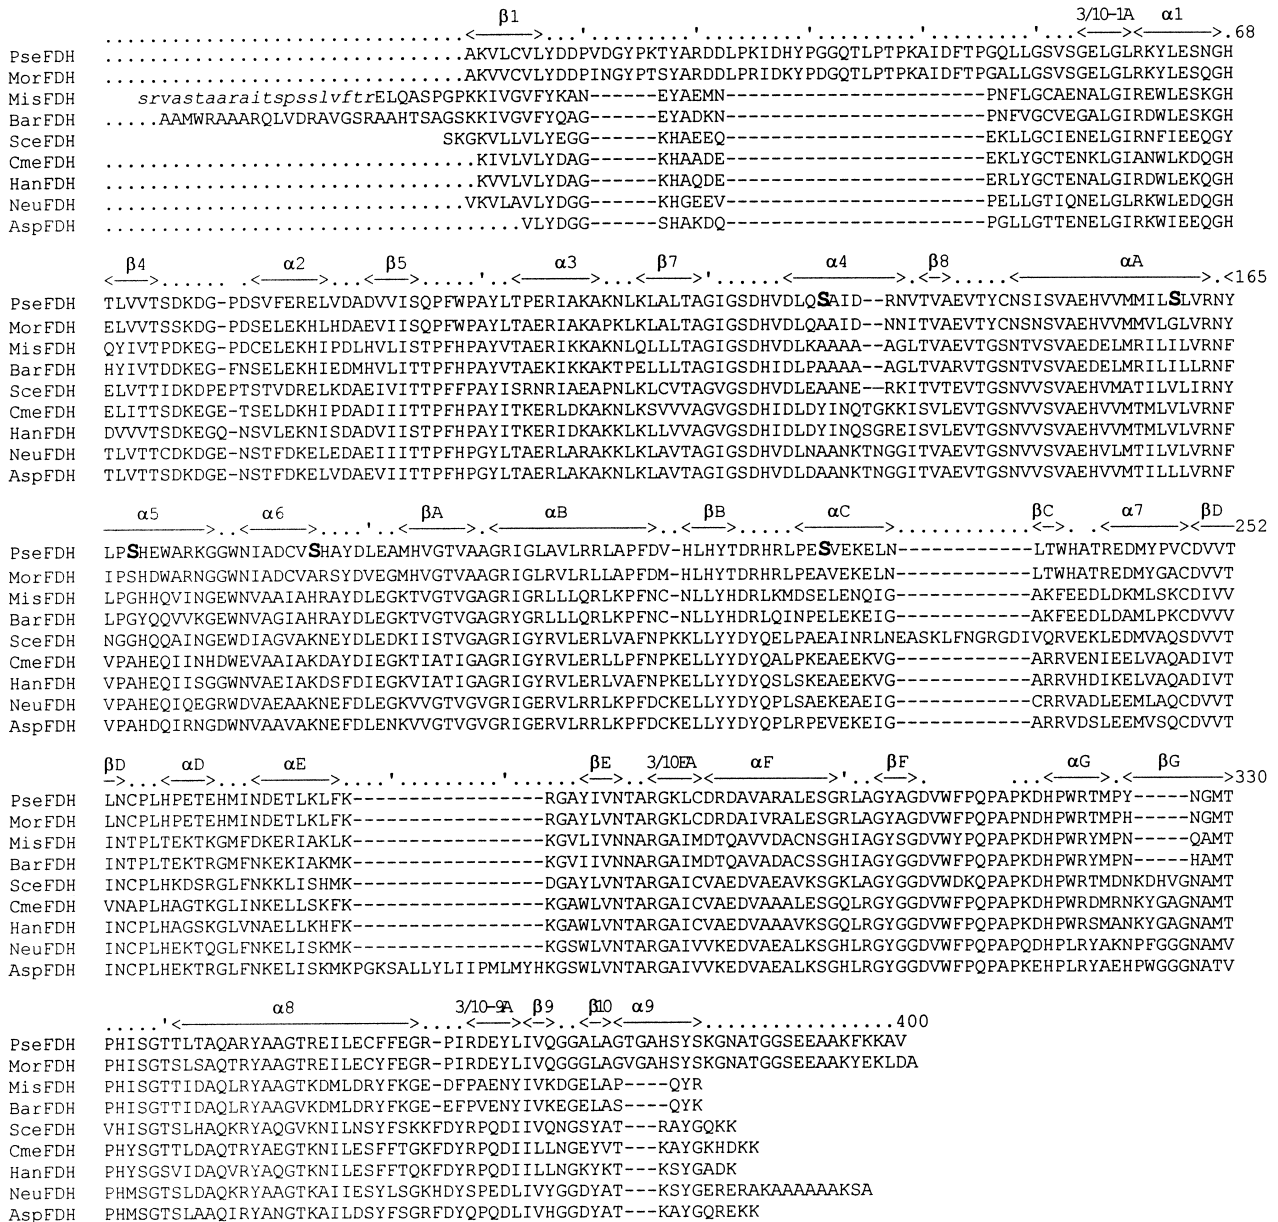 β1 3/10-1A α1
................................<----->...'.........'.........'.........'..<-->.<----->.68
PseFDH ................................AKVLCVLYDDPVDGYPKTYARDDLPKIDHYPGGQTLPTPKAIDFTPGQLLGSVSGELGLRKYLESNGH
MorFDH ................................AKVVCVLYDDPINGYPTSYARDDLPRIDKYPDGQTLPTPKAIDFTPGALLGSVSGELGLRKYLESQGH
MisFDH srvastaaraitspsslvftrELQASPGPKKIVGVFYKAN------EYAEMN-----------------------PNFLGCAENALGIREWLESKGH
BarFDH .....AAMWRAAARQLVDRAVGSRAAHTSAGSKKIVGVFYQAG------EYADKN-----------------------PNFVGCVEGALGIRDWLESKGH
SceFDH SKGKVLLVLYEGG------KHAEEQ-----------------------EKLLGCIENELGIRNFIEEQGY
CmeFDH .................................KIVLVLYDAG------KHAADE-----------------------EKLYGCTENKLGIANWLKDQGH
HanFDH .................................KVVLVLYDAG------KHAQDE-----------------------ERLYGCTENALGIRDWLEKQGH
NeuFDH ................................VKVLAVLYDGG------KHGEEV-----------------------PELLGTIQNELGLRKWLEDQGH
AspFDH .....................................VLYDGG------SHAKDQ-----------------------PGLLGTTENELGIRKWIEEQGH
β4 α2 β5 α3 β7 α4 β8 αA
<--->........<----->...<--->.....'..<------>....<--->'.......<-------->.<>.....<---------------->.<165
PseFDH TLVVTSDKDG-PDSVFERELVDADVVISQPFWPAYLTPERIAKAKNLKLALTAGIGSDHVDLQSAID--RNVTVAEVTYCNSISVAEHVVMMILSLVRNY
MorFDH ELVVTSSKDG-PDSELEKHLHDAEVIISQPFWPAYLTAERIAKAPKLKLALTAGIGSDHVDLQAAID--NNITVAEVTYCNSNSVAEHVVMMVLGLVRNY
MisFDH QYIVTPDKEG-PDCELEKHIPDLHVLISTPFHPAYVTAERIKKAKNLQLLLTAGIGSDHVDLKAAAA--AGLTVAEVTGSNTVSVAEDELMRILILVRNF
BarFDH HYIVTDDKEG-FNSELEKHIEDMHVLITTPFHPAYVTAEKIKKAKTPELLLTAGIGSDHIDLPAAAA--AGLTVARVTGSNTVSVAEDELMRILILLRNF
SceFDH ELVTTIDKDPEPTSTVDRELKDAEIVITTPFFPAYISRNRIAEAPNLKLCVTAGVGSDHVDLEAANE--RKITVTEVTGSNVVSVAEHVMATILVLIRNY
CmeFDH ELITTSDKEGE-TSELDKHIPDADIIITTPFHPAYITKERLDKAKNLKSVVVAGVGSDHIDLDYINQTGKKISVLEVTGSNVVSVAEHVVMTMLVLVRNF
HanFDH DVVVTSDKEGQ-NSVLEKNISDADVIISTPFHPAYITKERIDKAKKLKLLVVAGVGSDHIDLDYINQSGREISVLEVTGSNVVSVAEHVVMTMLVLVRNF
NeuFDH TLVTTCDKDGE-NSTFDKELEDAEIIITTPFHPGYLTAERLARAKKLKLAVTAGIGSDHVDLNAANKTNGGITVAEVTGSNVVSVAEHVLMTILVLVRNF
AspFDH TLVTTSDKDGE-NSTFDKELVDAEVIITTPFHPGYLTAERLAKAKNLKLAVTAGIGSDHVDLDAANKTNGGITVAEVTGSNVVSVAEHVVMTILLLVRNF
α5 α6 βA αB βB αC βC α7 βD
--------->..<----->....'..<----->.<------------->..<--->.....<------>............<->..<------><---252
PseFDH LPSHEWARKGGWNIADCVSHAYDLEAMHVGTVAAGRIGLAVLRRLAPFDV-HLHYTDRHRLPESVEKELN------------LTWHATREDMYPVCDVVT
MorFDH IPSHDWARNGGWNIADCVARSYDVEGMHVGTVAAGRIGLRVLRLLAPFDM-HLHYTDRHRLPEAVEKELN------------LTWHATREDMYGACDVVT
MisFDH LPGHHQVINGEWNVAAIAHRAYDLEGKTVGTVGAGRIGRLLLQRLKPFNC-NLLYHDRLKMDSELENQIG------------AKFEEDLDKMLSKCDIVV
BarFDH LPGYQQVVKGEWNVAGIAHRAYDLEGKTVGTVGAGRYGRLLLQRLKPFNC-NLLYHDRLQINPELEKEIG------------AKFEEDLDAMLPKCDVVV
SceFDH NGGHQQAINGEWDIAGVAKNEYDLEDKIISTVGAGRIGYRVLERLVAFNPKKLLYYDYQELPAEAINRLNEASKLFNGRGDIVQRVEKLEDMVAQSDVVT
CmeFDH VPAHEQIINHDWEVAAIAKDAYDIEGKTIATIGAGRIGYRVLERLLPFNPKELLYYDYQALPKEAEEKVG------------ARRVENIEELVAQADIVT
HanFDH VPAHEQIISGGWNVAEIAKDSFDIEGKVIATIGAGRIGYRVLERLVAFNPKELLYYDYQSLSKEAEEKVG------------ARRVHDIKELVAQADIVT
NeuFDH VPAHEQIQEGRWDVAEAAKNEFDLEGKVVGTVGVGRIGERVLRRLKPFDCKELLYYDYQPLSAEKEAEIG------------CRRVADLEEMLAQCDVVT
AspFDH VPAHDQIRNGDWNVAAVAKNEFDLENKVVGTVGVGRIGERVLRRLKPFDCKELLYYDYQPLRPEVEKEIG------------ARRVDSLEEMVSQCDVVT
βD αD αE βE 3/10EA αF βF αG βG
->...<-->...<------>....'.........'......<-->..<--><---------->'..<-->.........<--->.<------->330
PseFDH LNCPLHPETEHMINDETLKLFK-----------------RGAYIVNTARGKLCDRDAVARALESGRLAGYAGDVWFPQPAPKDHPWRTMPY-----NGMT
MorFDH LNCPLHPETEHMINDETLKLFK-----------------RGAYLVNTARGKLCDRDAIVRALESGRLAGYAGDVWFPQPAPNDHPWRTMPH-----NGMT
MisFDH INTPLTEKTKGMFDKERIAKLK-----------------KGVLIVNNARGAIMDTQAVVDACNSGHIAGYSGDVWYPQPAPKDHPWRYMPN-----QAMT
BarFDH INTPLTEKTRGMFNKEKIAKMK-----------------KGVIIVNNARGAIMDTQAVADACSSGHIAGYGGDVWFPQPAPKDHPWRYMPN-----HAMT
SceFDH INCPLHKDSRGLFNKKLISHMK-----------------DGAYLVNTARGAICVAEDVAEAVKSGKLAGYGGDVWDKQPAPKDHPWRTMDNKDHVGNAMT
CmeFDH VNAPLHAGTKGLINKELLSKFK-----------------KGAWLVNTARGAICVAEDVAAALESGQLRGYGGDVWFPQPAPKDHPWRDMRNKYGAGNAMT
HanFDH INCPLHAGSKGLVNAELLKHFK-----------------KGAWLVNTARGAICVAEDVAAAVKSGQLRGYGGDVWFPQPAPKDHPWRSMANKYGAGNAMT
NeuFDH INCPLHEKTQGLFNKELISKMK-----------------KGSWLVNTARGAIVVKEDVAEALKSGHLRGYGGDVWFPQPAPQDHPLRYAKNPFGGGNAMV
AspFDH INCPLHEKTRGLFNKELISKMKPGKSALLYLIIPMLMYHKGSWLVNTARGAIVVKEDVAEALKSGHLRGYGGDVWFPQPAPKEHPLRYAEHPWGGGNATV
α8 3/10-9A β9 β10 α9
.....'<-------------------->....<--->.<->..<-><------->.................400
PseFDH PHISGTTLTAQARYAAGTREILECFFEGR-PIRDEYLIVQGGALAGTGAHSYSKGNATGGSEEAAKFKKAV
MorFDH PHISGTSLSAQTRYAAGTREILECYFEGR-PIRDEYLIVQGGGLAGVGAHSYSKGNATGGSEEAAKYEKLDA
MisFDH PHISGTTIDAQLRYAAGTKDMLDRYFKGE-DFPAENYIVKDGELAP----QYR
BarFDH PHISGTTIDAQLRYAAGVKDMLDRYFKGE-EFPVENYIVKEGELAS----QYK
SceFDH VHISGTSLHAQKRYAQGVKNILNSYFSKKFDYRPQDIIVQNGSYAT---RAYGQKK
CmeFDH PHYSGTTLDAQTRYAEGTKNILESFFTGKFDYRPQDIILLNGEYVT---KAYGKHDKK
HanFDH PHYSGSVIDAQVRYAQGTKNILESFFTQKFDYRPQDIILLNGKYKT---KSYGADK
NeuFDH PHMSGTSLDAQKRYAAGTKAIIESYLSGKHDYSPEDLIVYGGDYAT---KSYGERERAKAAAAAAKSA
AspFDH PHMSGTSLAAQIRYANGTKAILDSYFSGRFDYQPQDLIVHGGDYAT---KAYGQREKK